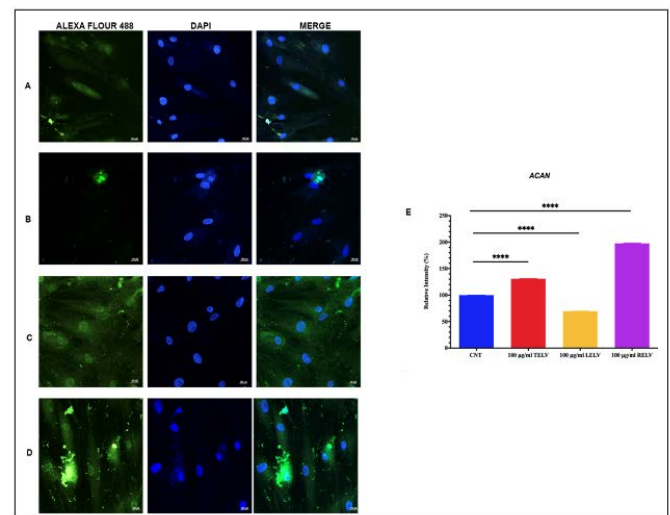 ALEXA FLOUR 488 DAPI MERGE
A
B
C
D
ACAN
E
****
****
****
Relative Intensity (%)
250
200
150
100
50
0
CNT 100 µg/ml TELV 100 µg/ml LELV 100 µg/ml RELV